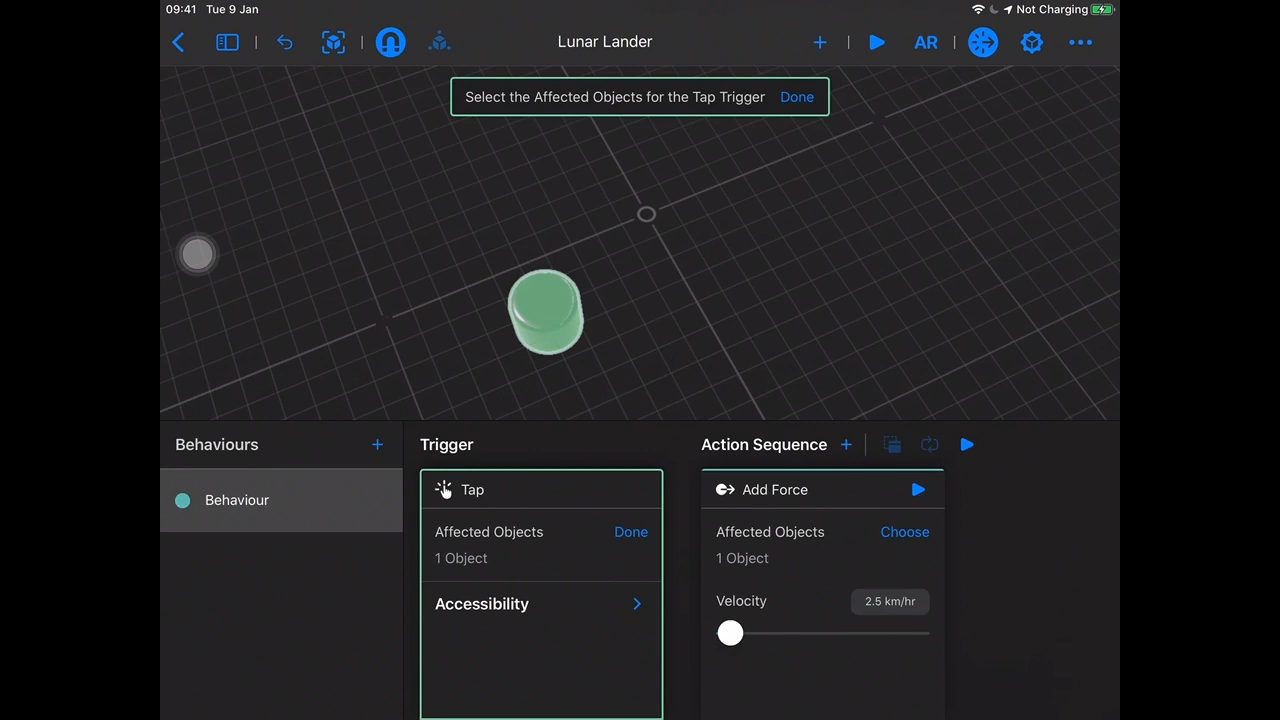 09:41 Tue 9 Jan
Not Charging
Lunar Lander
AR
Select the Affected Objects for the Tap Trigger Done
Behaviours
Behaviour
Trigger
Tap
Affected Objects Done
1 Object
Accessibility
Action Sequence
Add Force
Affected Objects Choose
1 Object
Velocity 2.5 km/hr